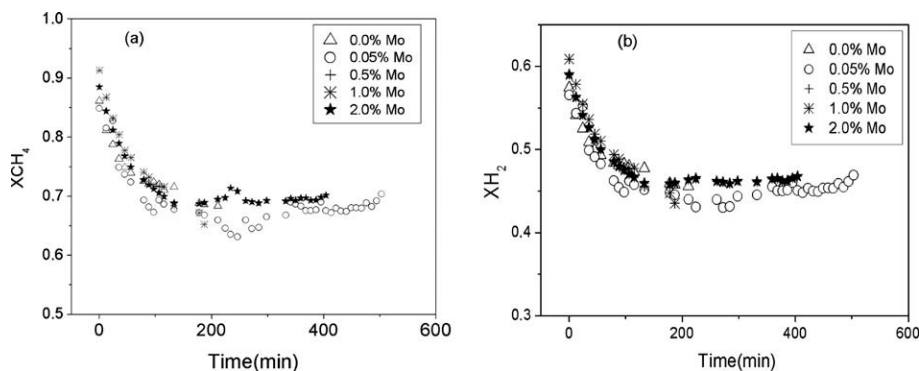 (a)
0.0% Mo
0.05% Mo
0.5% Mo
1.0% Mo
2.0% Mo
1.0
0.9
0.8
0.7
0.6
0.5
XCH₄
0 200 400 600
Time(min)
(b)
0.0% Mo
0.05% Mo
0.5% Mo
1.0% Mo
2.0% Mo
0.6
0.5
0.4
0.3
XH₂
0 200 400 600
Time(min)